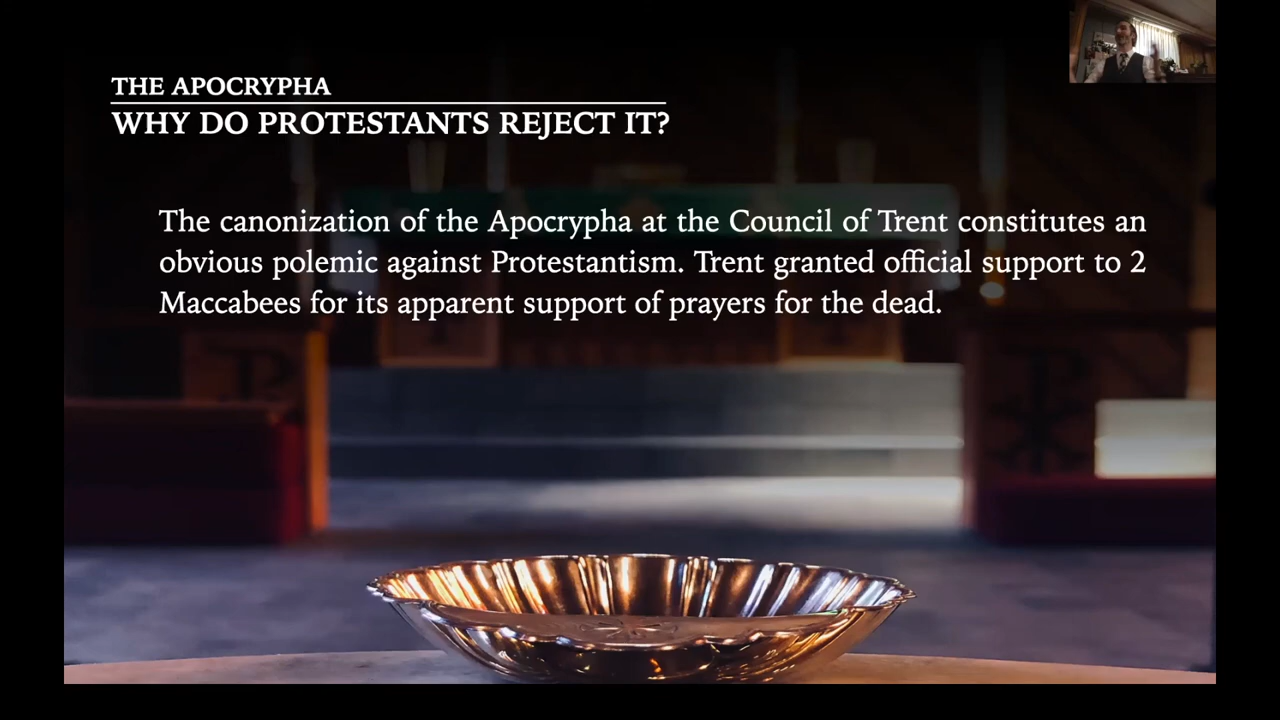 THE APOCRYPHA
WHY DO PROTESTANTS REJECT IT?
The canonization of the Apocrypha at the Council of Trent constitutes an
obvious polemic against Protestantism. Trent granted official support to 2
Maccabees for its apparent support of prayers for the dead.